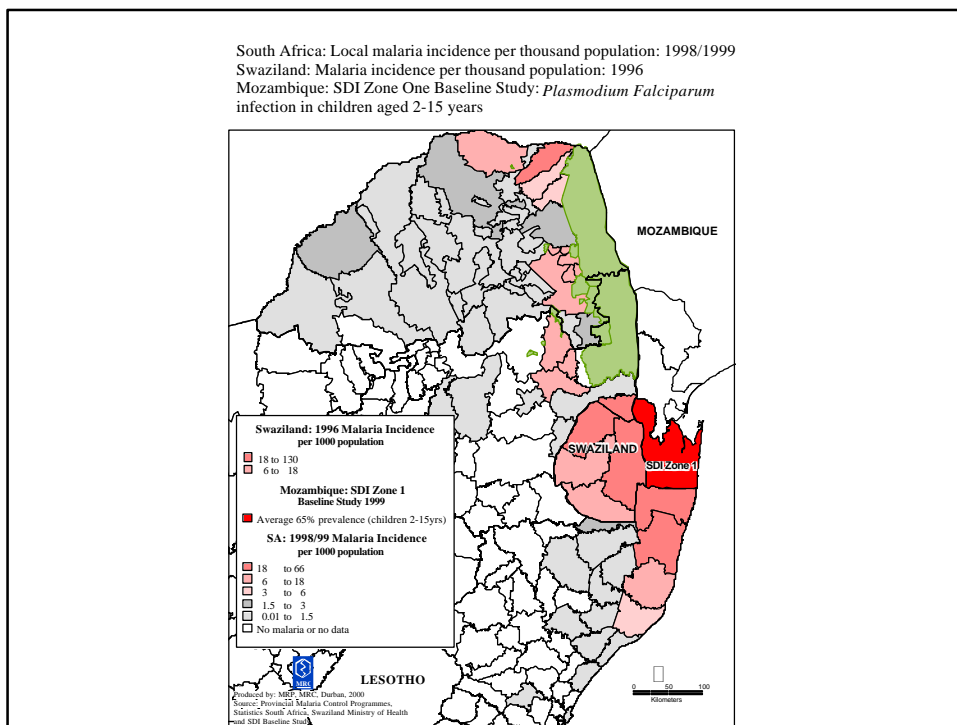 South Africa: Local malaria incidence per thousand population: 1998/1999
Swaziland: Malaria incidence per thousand population: 1996
Mozambique: SDI Zone One Baseline Study: Plasmodium Falciparum
infection in children aged 2-15 years
MOZAMBIQUE
SWAZILAND
SDI Zone 1
Swaziland: 1996 Malaria Incidence
per 1000 population
18 to 130
6 to 18
Mozambique: SDI Zone 1
Baseline Study 1999
Average 65% prevalence (children 2-15yrs)
SA: 1998/99 Malaria Incidence
per 1000 population
18 to 66
6 to 18
3 to 6
1.5 to 3
0.01 to 1.5
No malaria or no data
MRC
LESOTHO
Produced by: MRP, MRC, Durban, 2000
Source: Provincial Malaria Control Programmes,
Statistics South Africa, Swaziland Ministry of Health
and SDI Baseline Study
0 50 100
Kilometers